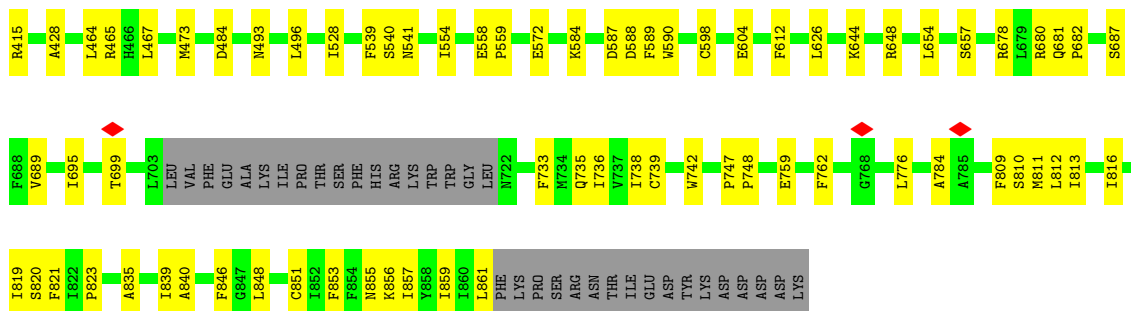 R415 A428 L464 R465 H466 L467 M473 D484 N493 L496 I528 F539 S540 N541 I554 E558 P559 E572 K584 D587 D588 F589 W590 C598 E604 F612 L626 K644 R648 L654 S657 R678 L679 R680 Q681 P682 S687
F688 V689 I695 T699 L703 LEU VAL PHE GLU ALA LYS ILE PRO THR SER PHE HIS ARG LYS TRP TRP GLY LEU N722 F733 M734 Q735 I736 V737 I738 C739 W742 P747 P748 E759 F762 G768 L776 A784 A785 F809 S810 M811 L812 I813 I816
I819 S820 F821 I822 P823 A835 I839 A840 F846 G847 L848 C851 I852 F853 F854 N855 K856 I857 Y858 I859 I860 L861 PHE LYS PRO SER ARG ASN THR ILE GLU ASP TYR LYS ASP ASP ASP ASP LYS